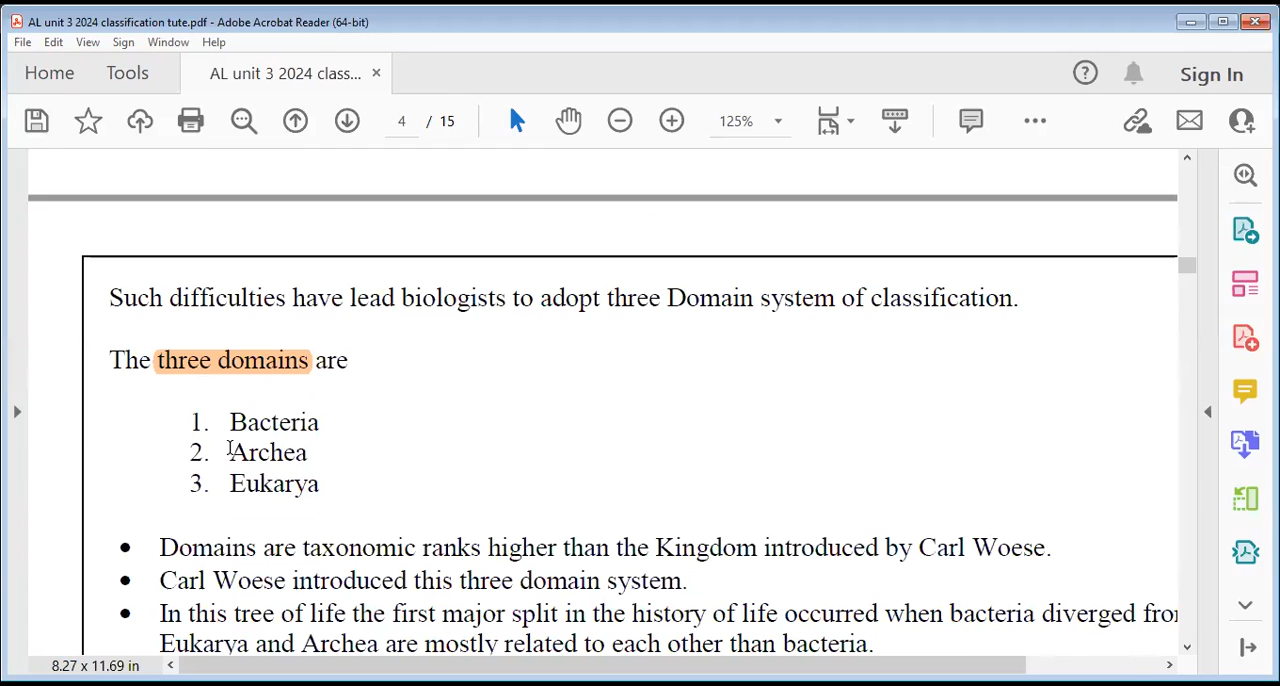 AL unit 3 2024 classification tute.pdf - Adobe Acrobat Reader (64-bit)
File Edit View Sign Window Help
Home Tools AL unit 3 2024 class... × Sign In
4 / 15 125%
Such difficulties have lead biologists to adopt three Domain system of classification.
The three domains are
1. Bacteria
2. Archea
3. Eukarya
• Domains are taxonomic ranks higher than the Kingdom introduced by Carl Woese.
• Carl Woese introduced this three domain system.
• In this tree of life the first major split in the history of life occurred when bacteria diverged
Eukarya and Archea are mostly related to each other than bacteria.
8.27 x 11.69 in